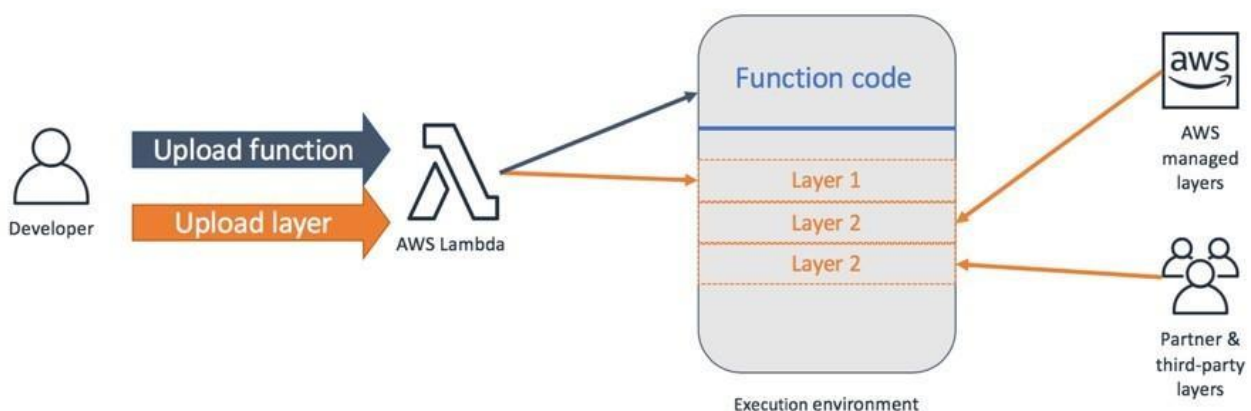 Developer
Upload function
Upload layer
AWS Lambda
Function code
Layer 1
Layer 2
Layer 2
Execution environment
aws
AWS
managed
layers
Partner &
third-party
layers